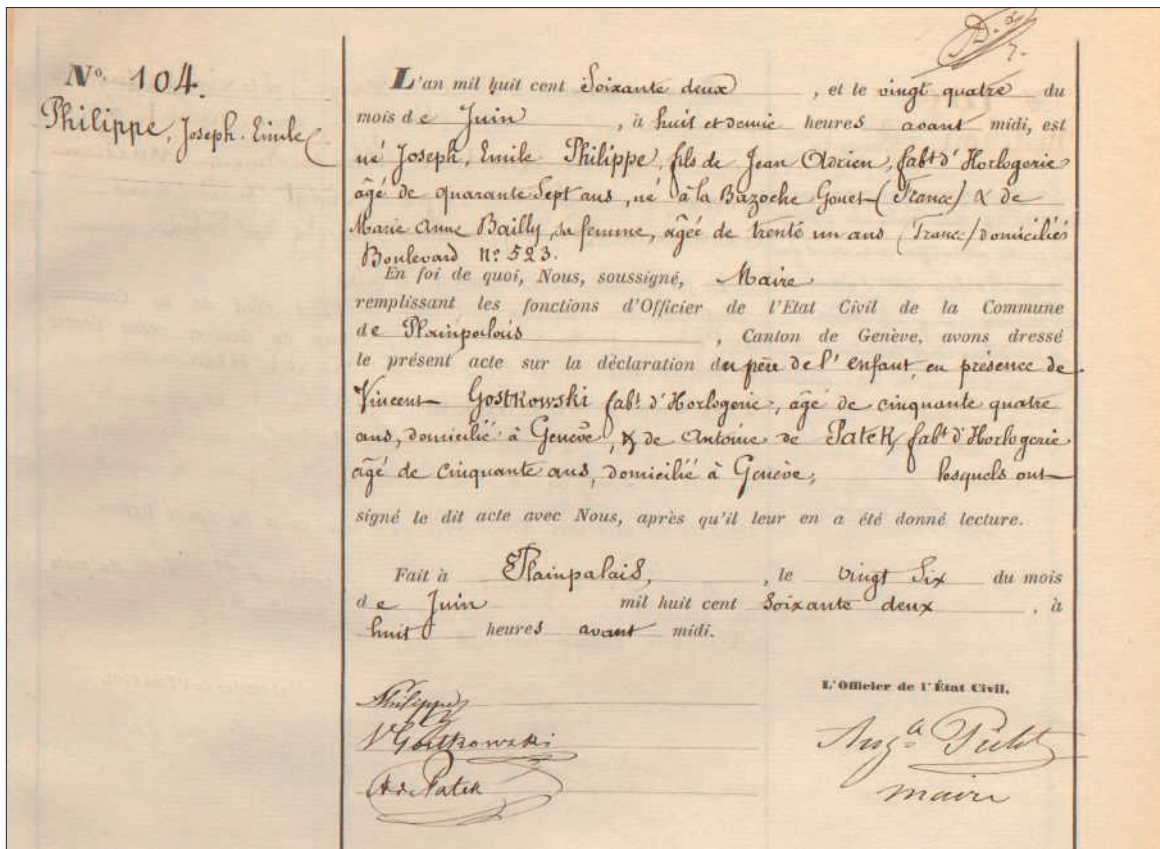 Nº 104.
Philippe, Joseph-Emile
L'an mil huit cent Soixante deux, et le vingt quatre du
mois de Juin, à huit et demie heures avant midi, est
né Joseph, Emile Philippe, fils de Jean Adrien, fabt d'Horlogerie
âgé de quarante Sept ans, né à la Bazoche Gouet (France) & de
Marie Anne Bailly, sa femme, âgée de trente un ans (France) domiciliés
Boulevard Nº 523.
En foi de quoi, Nous, soussigné, Maire
remplissant les fonctions d'Officier de l'Etat Civil de la Commune
de Plainpalais, Canton de Genève, avons dressé
le présent acte sur la déclaration du père de l'enfant, en présence de
Vincent Gostkowski fabt d'Horlogerie, âgé de cinquante quatre
ans, domicilié à Genève, & de Antoine de Patek, fabt d'Horlogerie
âgé de cinquante ans, domicilié à Genève, lesquels ont
signé le dit acte avec Nous, après qu'il leur en a été donné lecture.
Fait à Plainpalais, le vingt Six du mois
de Juin mil huit cent Soixante deux, à
huit heures avant midi.
L'Officier de l'État Civil,
Philippe
V Gostkowski
A de Patek
maire